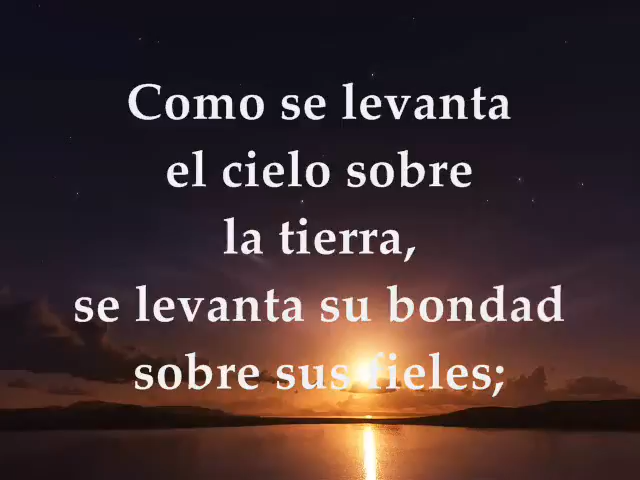 Como se levanta
el cielo sobre
la tierra,
se levanta su bondad
sobre sus fieles;